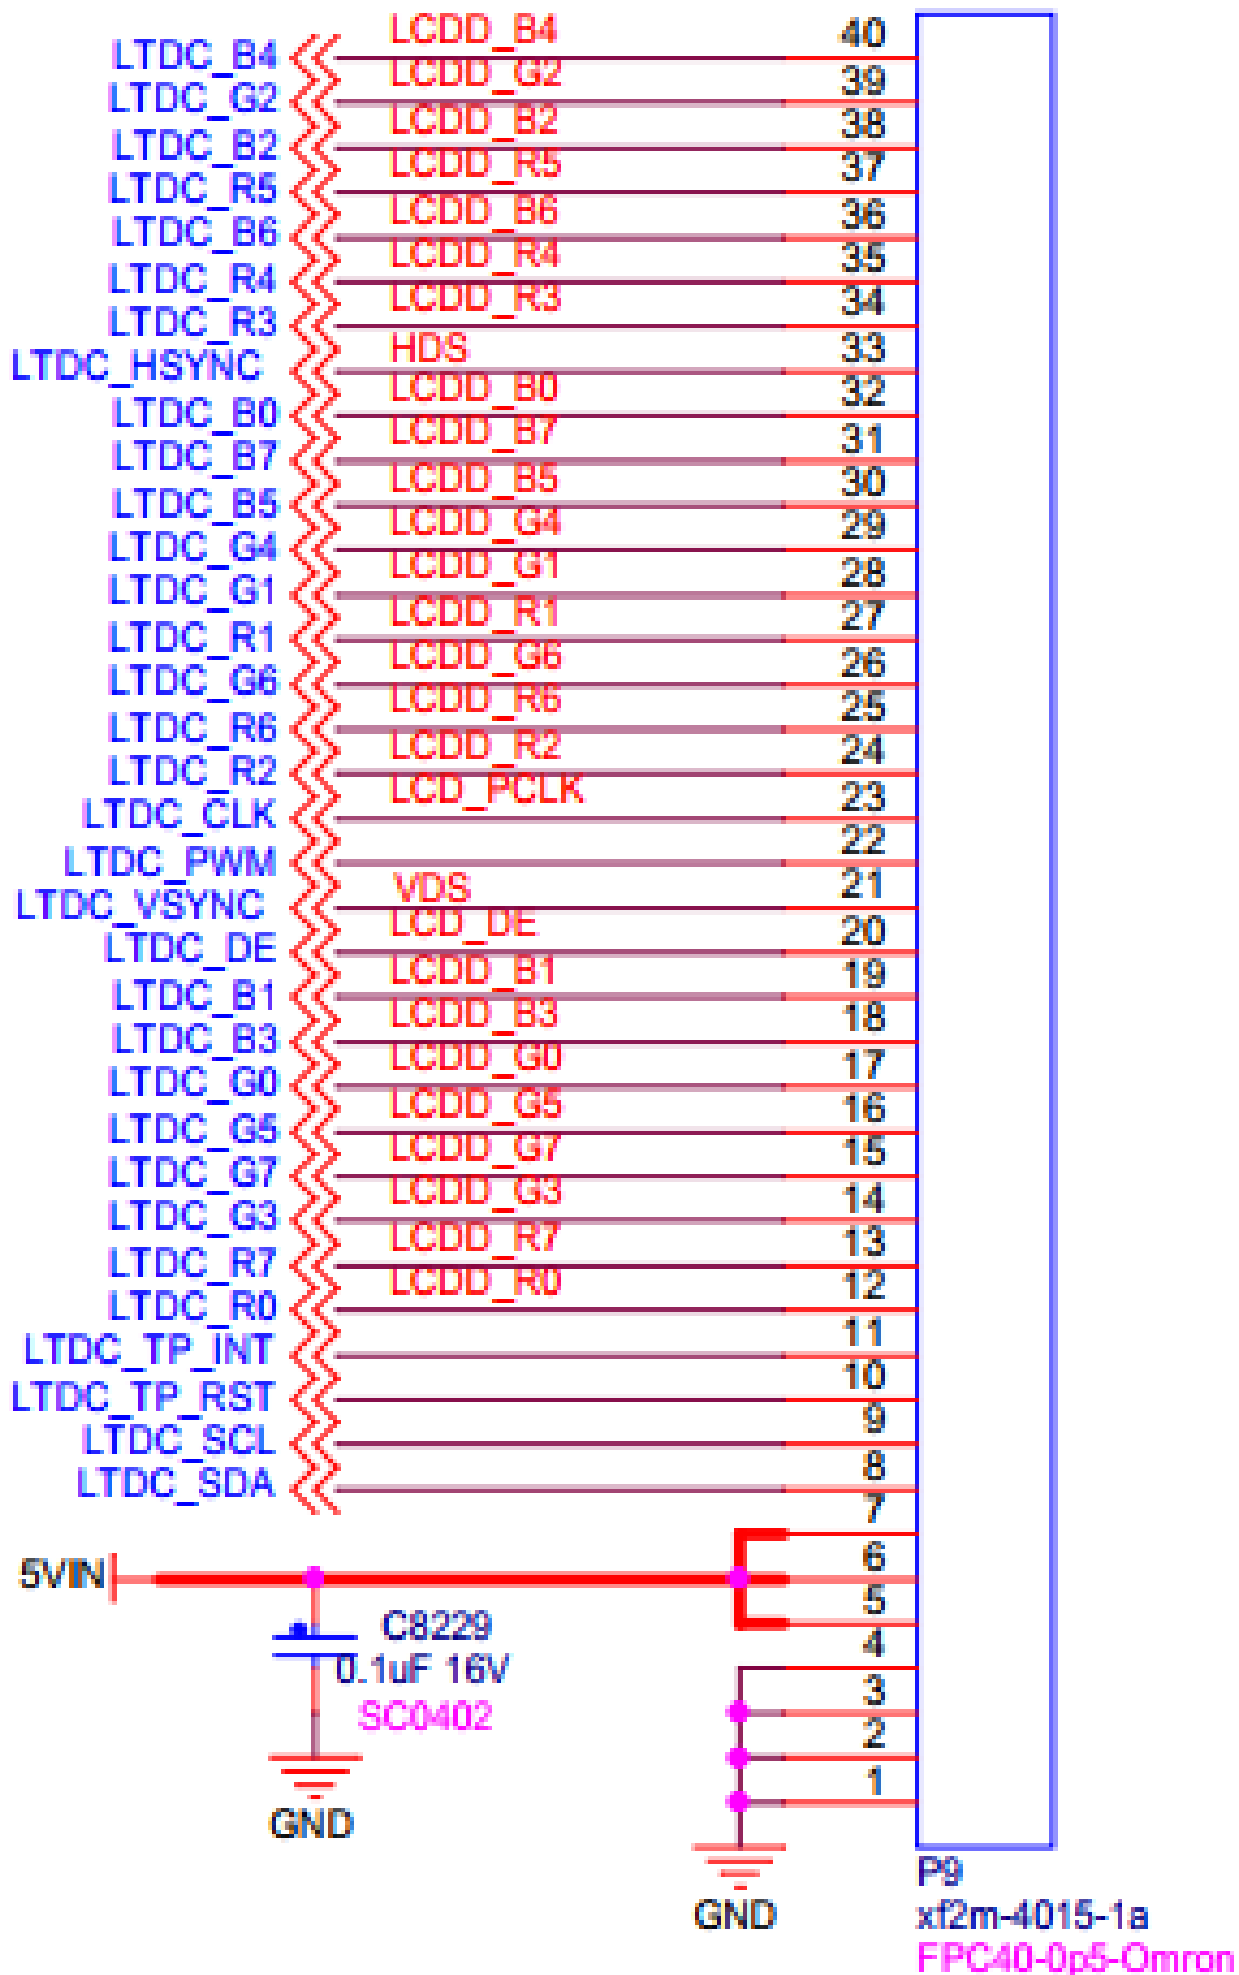 LCDD_B4 40
LTDC_B4
LCDD_G2 39
LTDC_G2
LCDD_B2 38
LTDC_B2
LCDD_R5 37
LTDC_R5
LCDD_B6 36
LTDC_B6
LCDD_R4 35
LTDC_R4
LCDD_R3 34
LTDC_R3
HDS 33
LTDC_HSYNC
LCDD_B0 32
LTDC_B0
LCDD_B7 31
LTDC_B7
LCDD_B5 30
LTDC_B5
LCDD_G4 29
LTDC_G4
LCDD_G1 28
LTDC_G1
LCDD_R1 27
LTDC_R1
LCDD_G6 26
LTDC_G6
LCDD_R6 25
LTDC_R6
LCDD_R2 24
LTDC_R2
LCD_PCLK 23
LTDC_CLK
22
LTDC_PWM
VDS 21
LTDC_VSYNC
LCD_DE 20
LTDC_DE
LCDD_B1 19
LTDC_B1
LCDD_B3 18
LTDC_B3
LCDD_G0 17
LTDC_G0
LCDD_G5 16
LTDC_G5
LCDD_G7 15
LTDC_G7
LCDD_G3 14
LTDC_G3
LCDD_R7 13
LTDC_R7
LCDD_R0 12
LTDC_R0
11
LTDC_TP_INT
10
LTDC_TP_RST
9
LTDC_SCL
8
LTDC_SDA
7
6
5VIN
5
C8229
4
0.1uF 16V
3
SC0402
2
1
GND
P9
GND
xf2m-4015-1a
FPC40-0p5-Omron